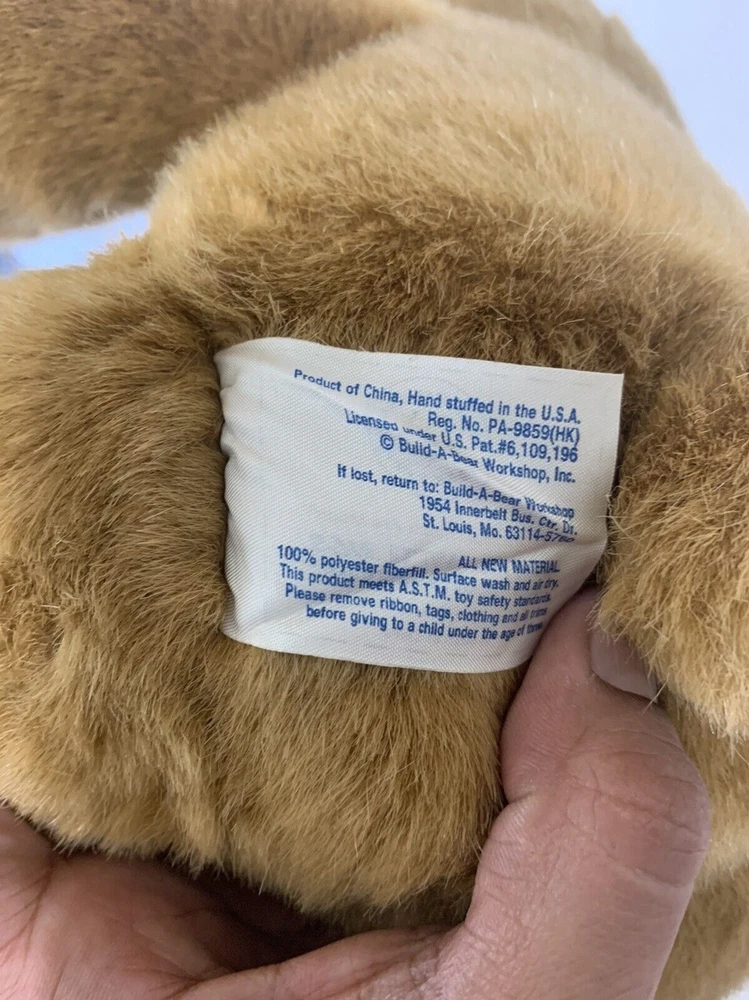 Product of China, Hand stuffed in the U.S.A.
Reg. No. PA-9859(HK)
Licensed under U.S. Pat.#6,109,196
© Build-A-Bear Workshop, Inc.
If lost, return to: Build-A-Bear Workshop
1954 Innerbelt Bus. Ctr. Dr.
St. Louis, Mo. 63114-5760
ALL NEW MATERIAL
100% polyester fiberfill. Surface wash and air dry.
This product meets A.S.T.M. toy safety standards.
Please remove ribbon, tags, clothing and all trims
before giving to a child under the age of three.